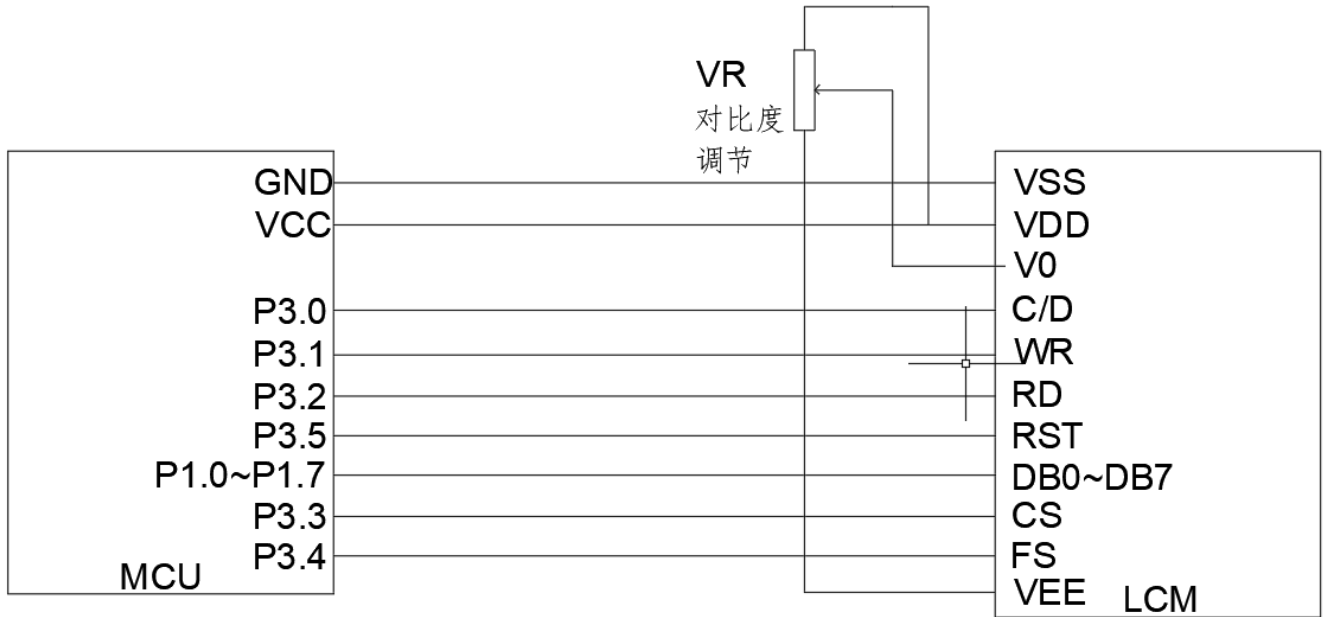 VR
对比度
调节
GND
VSS
VCC
VDD
V0
P3.0
C/D
P3.1
WR
P3.2
RD
P3.5
RST
P1.0~P1.7
DB0~DB7
P3.3
CS
P3.4
FS
MCU
VEE
LCM